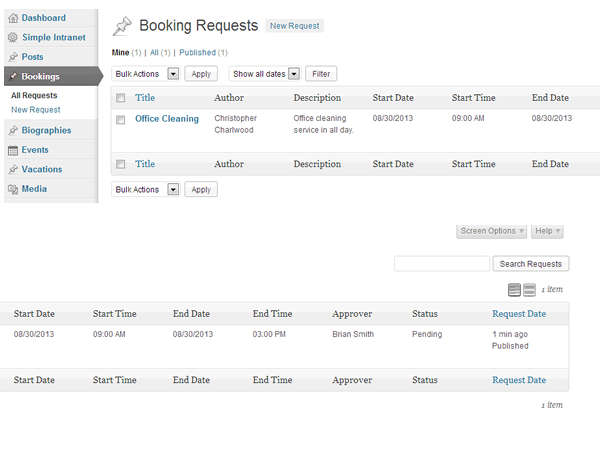 Dashboard
Simple Intranet
Posts
Bookings
All Requests
New Request
Biographies
Events
Vacations
Media
Booking Requests New Request
Mine (1) | All (1) | Published (1)
Bulk Actions Apply Show all dates Filter
Title Author Description Start Date Start Time End Date
Office Cleaning Christopher Office cleaning 08/30/2013 09:00 AM 08/30/2013
Charlwood service in all day.
Title Author Description Start Date Start Time End Date
Bulk Actions Apply
Screen Options Help
Search Requests
1 item
Start Date Start Time End Date End Time Approver Status Request Date
08/30/2013 09:00 AM 08/30/2013 03:00 PM Brian Smith Pending 1 min ago
Published
Start Date Start Time End Date End Time Approver Status Request Date
1 item